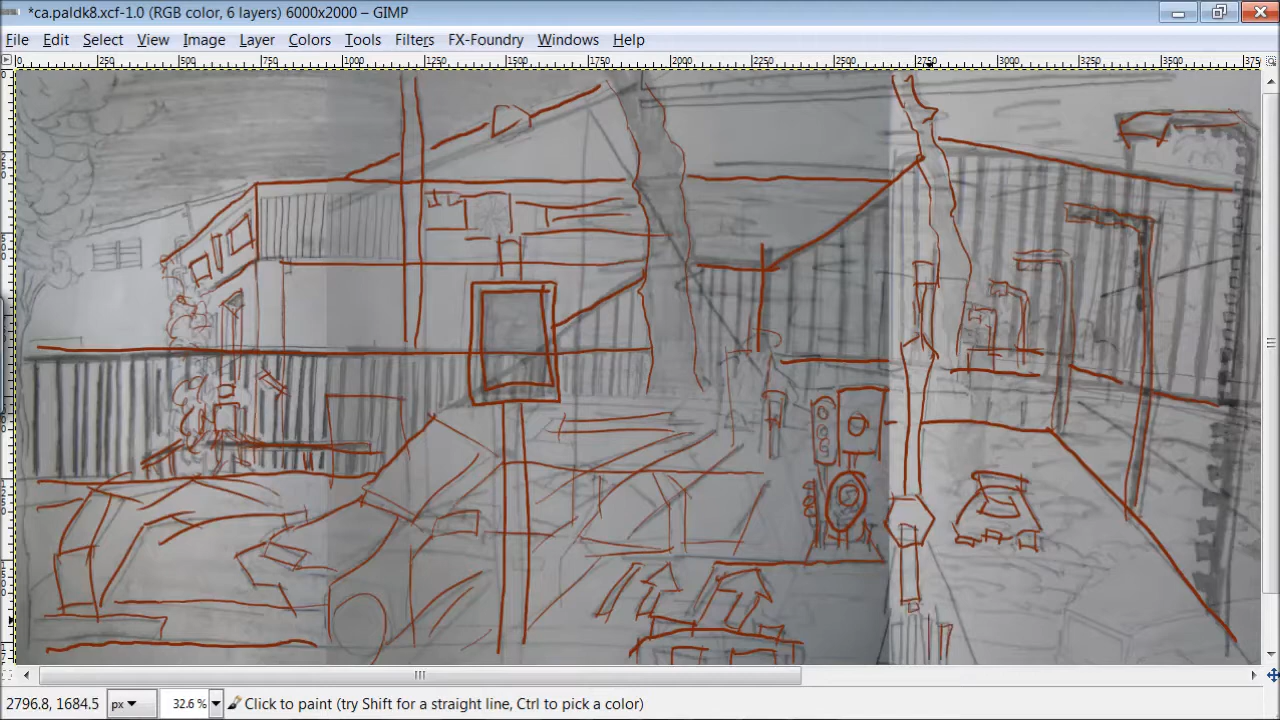 *ca.paldk8.xcf-1.0 (RGB color, 6 layers) 6000x2000 – GIMP
File Edit Select View Image Layer Colors Tools Filters FX-Foundry Windows Help
0 250 500 750 1000 1250 1500 1750 2000 2250 2500 2750 3000 3250 3500 375
2796.8, 1684.5 px 32.6 % Click to paint (try Shift for a straight line, Ctrl to pick a color)